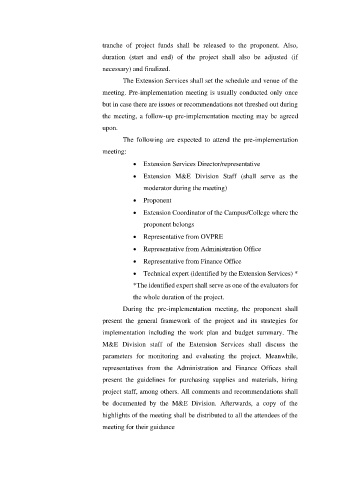 tranche of project funds shall be released to the proponent. Also,
duration (start and end) of the project shall also be adjusted (if
necessary) and finalized.
The Extension Services shall set the schedule and venue of the
meeting. Pre-implementation meeting is usually conducted only once
but in case there are issues or recommendations not threshed out during
the meeting, a follow-up pre-implementation meeting may be agreed
upon.
The following are expected to attend the pre-implementation
meeting:
• Extension Services Director/representative
• Extension M&E Division Staff (shall serve as the
moderator during the meeting)
• Proponent
• Extension Coordinator of the Campus/College where the
proponent belongs
• Representative from OVPRE
• Representative from Administration Office
• Representative from Finance Office
• Technical expert (identified by the Extension Services) *
*The identified expert shall serve as one of the evaluators for
the whole duration of the project.
During the pre-implementation meeting, the proponent shall
present the general framework of the project and its strategies for
implementation including the work plan and budget summary. The
M&E Division staff of the Extension Services shall discuss the
parameters for monitoring and evaluating the project. Meanwhile,
representatives from the Administration and Finance Offices shall
present the guidelines for purchasing supplies and materials, hiring
project staff, among others. All comments and recommendations shall
be documented by the M&E Division. Afterwards, a copy of the
highlights of the meeting shall be distributed to all the attendees of the
meeting for their guidance